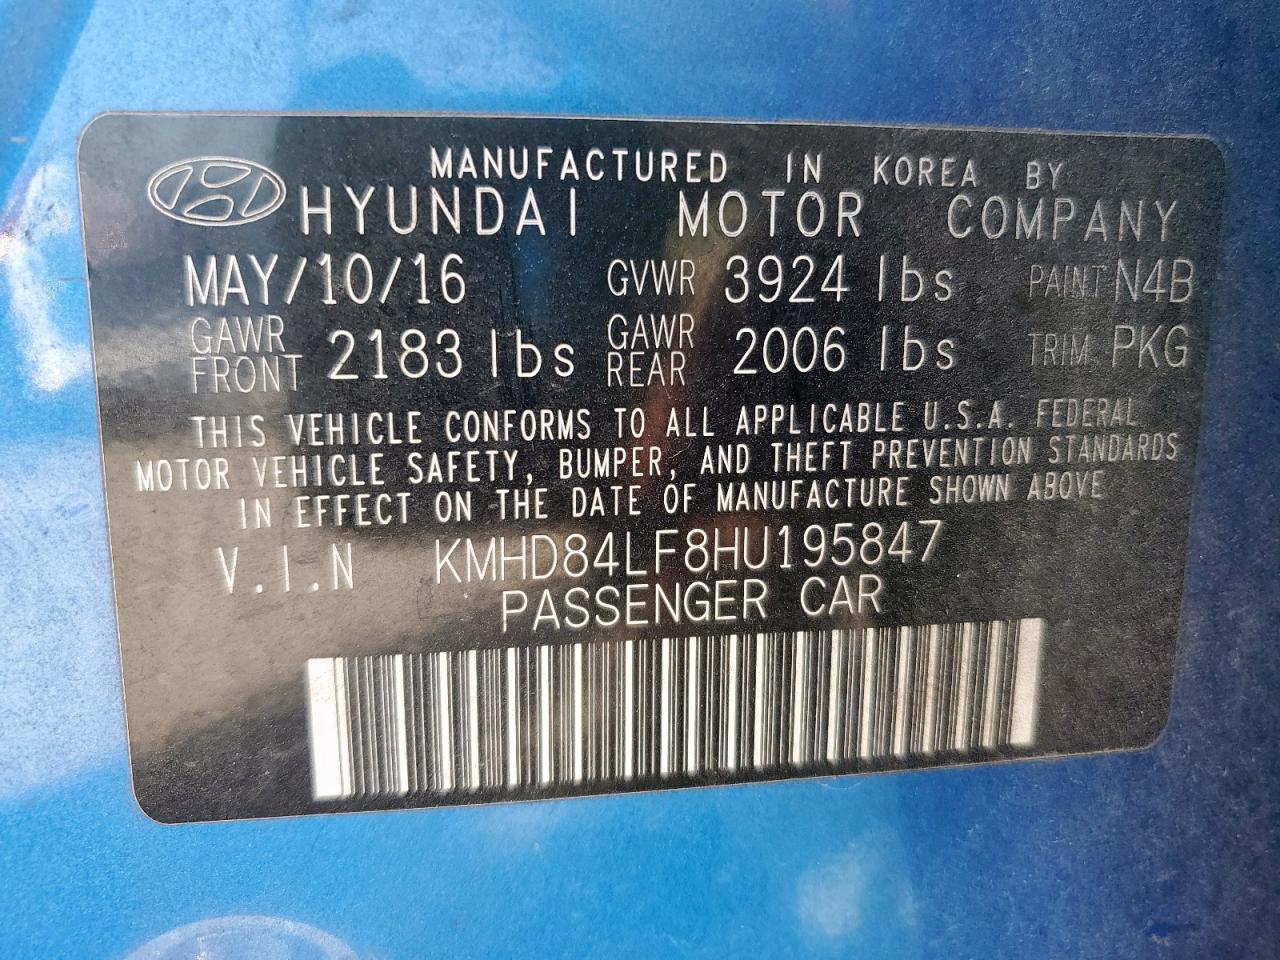 MANUFACTURED IN KOREA BY
HYUNDAI MOTOR COMPANY
MAY/10/16 GVWR 3924 lbs PAINT N4B
GAWR FRONT 2183 lbs GAWR REAR 2006 lbs TRIM PKG
THIS VEHICLE CONFORMS TO ALL APPLICABLE U.S.A. FEDERAL
MOTOR VEHICLE SAFETY, BUMPER, AND THEFT PREVENTION STANDARDS
IN EFFECT ON THE DATE OF MANUFACTURE SHOWN ABOVE
V.I.N KMHD84LF8HU195847
PASSENGER CAR